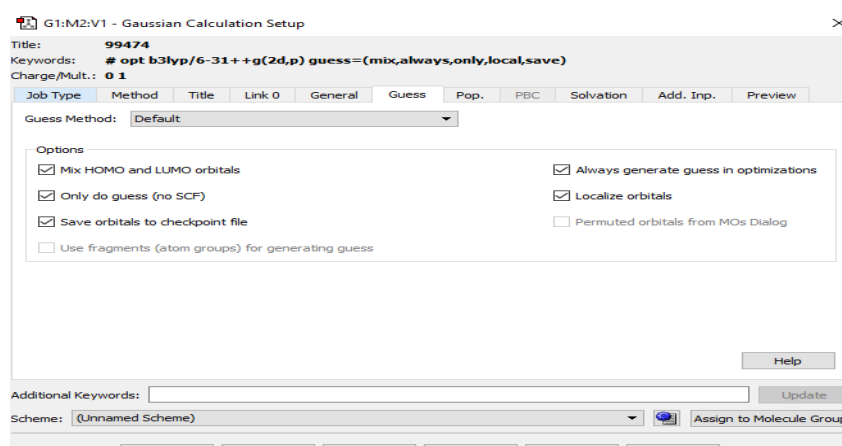 G1:M2:V1 - Gaussian Calculation Setup
Title: 99474
Keywords: # opt b3lyp/6-31++g(2d,p) guess=(mix,always,only,local,save)
Charge/Mult.: 0 1
Job Type Method Title Link 0 General Guess Pop. PBC Solvation Add. Inp. Preview
Guess Method: Default
Options
Mix HOMO and LUMO orbitals Always generate guess in optimizations
Only do guess (no SCF) Localize orbitals
Save orbitals to checkpoint file Permuted orbitals from MOs Dialog
Use fragments (atom groups) for generating guess
Help
Additional Keywords: Update
Scheme: (Unnamed Scheme) Assign to Molecule Group